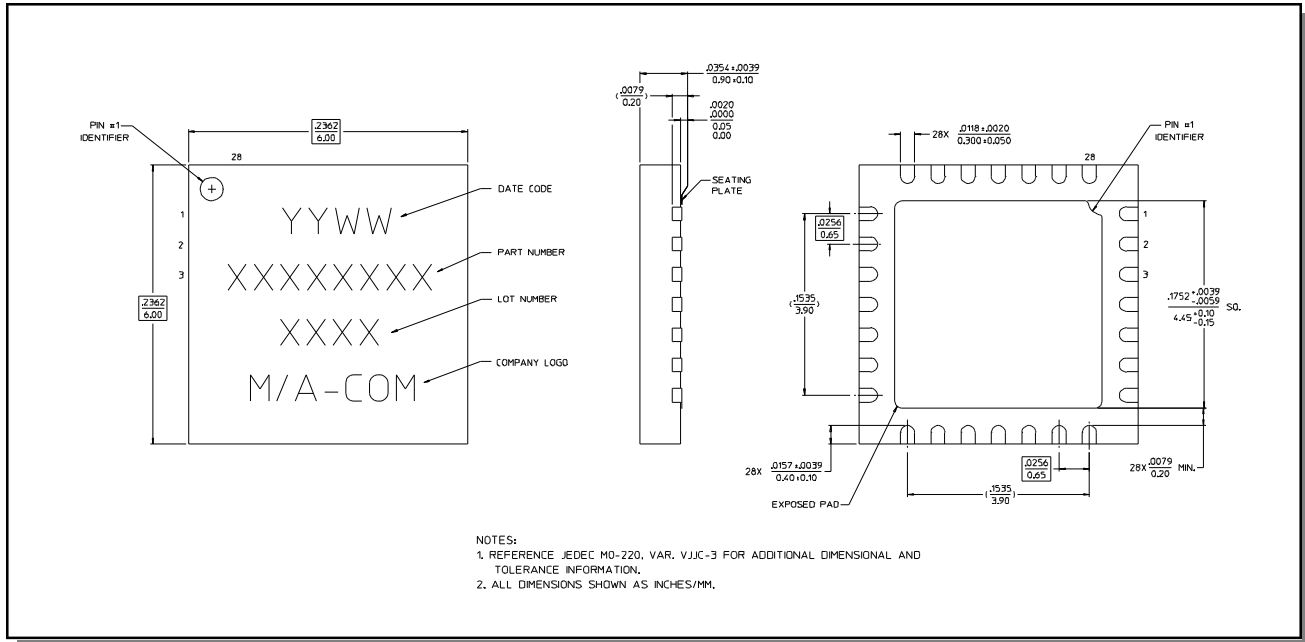 PIN #1
IDENTIFIER
.2362
6.00
28
.2362
6.00
1
2
3
YYWW
XXXXXXXX
XXXX
M/A-COM
DATE CODE
PART NUMBER
LOT NUMBER
COMPANY LOGO
.0354±.0039
0.90±0.10
(.0079
0.20)
.0020
.0000
0.05
0.00
SEATING
PLATE
28X .0118±.0020
0.300±0.050
28
PIN #1
IDENTIFIER
.0256
0.65
1
2
3
(.1535
3.90)
.1752 +.0039
-.0059
4.45 +0.10
-0.15
SQ.
28X .0157±.0039
0.40±0.10
.0256
0.65
28X .0079
0.20 MIN.
(.1535
3.90)
EXPOSED PAD
NOTES:
1. REFERENCE JEDEC MO-220, VAR. VJJC-3 FOR ADDITIONAL DIMENSIONAL AND
TOLERANCE INFORMATION.
2. ALL DIMENSIONS SHOWN AS INCHES/MM.